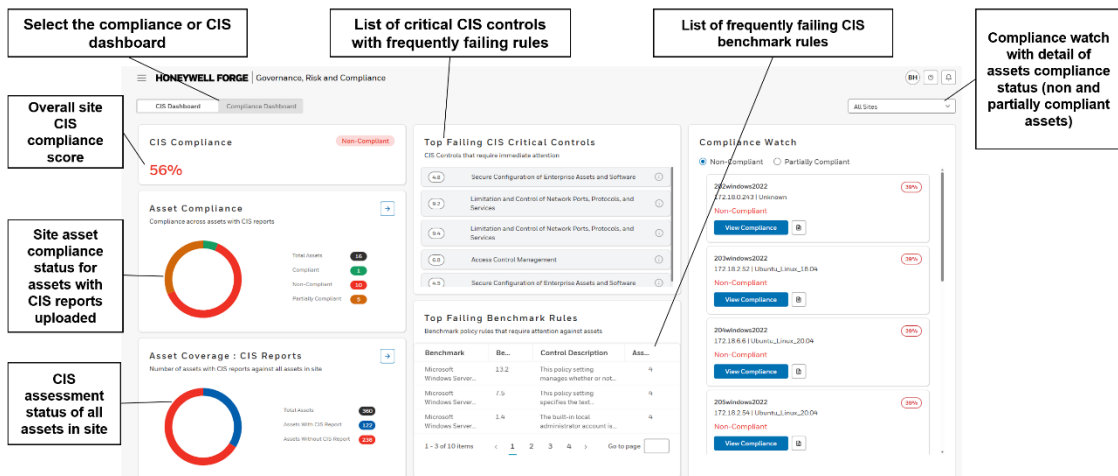 Select the compliance or CIS
dashboard
List of critical CIS controls
with frequently failing rules
List of frequently failing CIS
benchmark rules
Compliance watch
with detail of
assets compliance
status (non and
partially compliant
assets)
Overall site
CIS
compliance
score
Site asset
compliance
status for
assets with
CIS reports
uploaded
CIS
assessment
status of all
assets in site
HONEYWELL FORGE | Governance, Risk and Compliance
BH
CIS Dashboard
Compliance Dashboard
All Sites
CIS Compliance
Non-Compliant
56%
Asset Compliance
Compliance across assets with CIS reports
Total Assets 16
Compliant 1
Non-Compliant 10
Partially Compliant 5
Asset Coverage : CIS Reports
Number of assets with CIS reports against all assets in site
Total Assets 360
Assets With CIS Report 122
Assets Without CIS Report 238
Top Failing CIS Critical Controls
CIS Controls that require immediate attention
4.8 Secure Configuration of Enterprise Assets and Software
9.2 Limitation and Control of Network Ports, Protocols, and
Services
9.4 Limitation and Control of Network Ports, Protocols, and
Services
Access Control Management
Secure Configuration of Enterprise Assets and Software
Top Failing Benchmark Rules
Benchmark policy rules that require attention against assets
Benchmark Be... Control Description Ass...
Microsoft
Windows Server...
13.2
This policy setting
manages whether or not...
4
Microsoft
Windows Server...
7.5
This policy setting
specifies the text...
4
Microsoft
Windows Server...
1.4
The built-in local
administrator account is...
4
1 - 3 of 10 items < 1 2 3 4 > Go to page
Compliance Watch
Non-Compliant
Partially Compliant
202windows2022
39%
172.18.0.243 | Unknown
Non-Compliant
View Compliance
203windows2022
39%
172.18.2.52 | Ubuntu_Linux_18.04
Non-Compliant
View Compliance
204windows2022
39%
172.18.6.6 | Ubuntu_Linux_20.04
Non-Compliant
View Compliance
205windows2022
39%
172.18.2.54 | Ubuntu_Linux_20.04
Non-Compliant
View Compliance